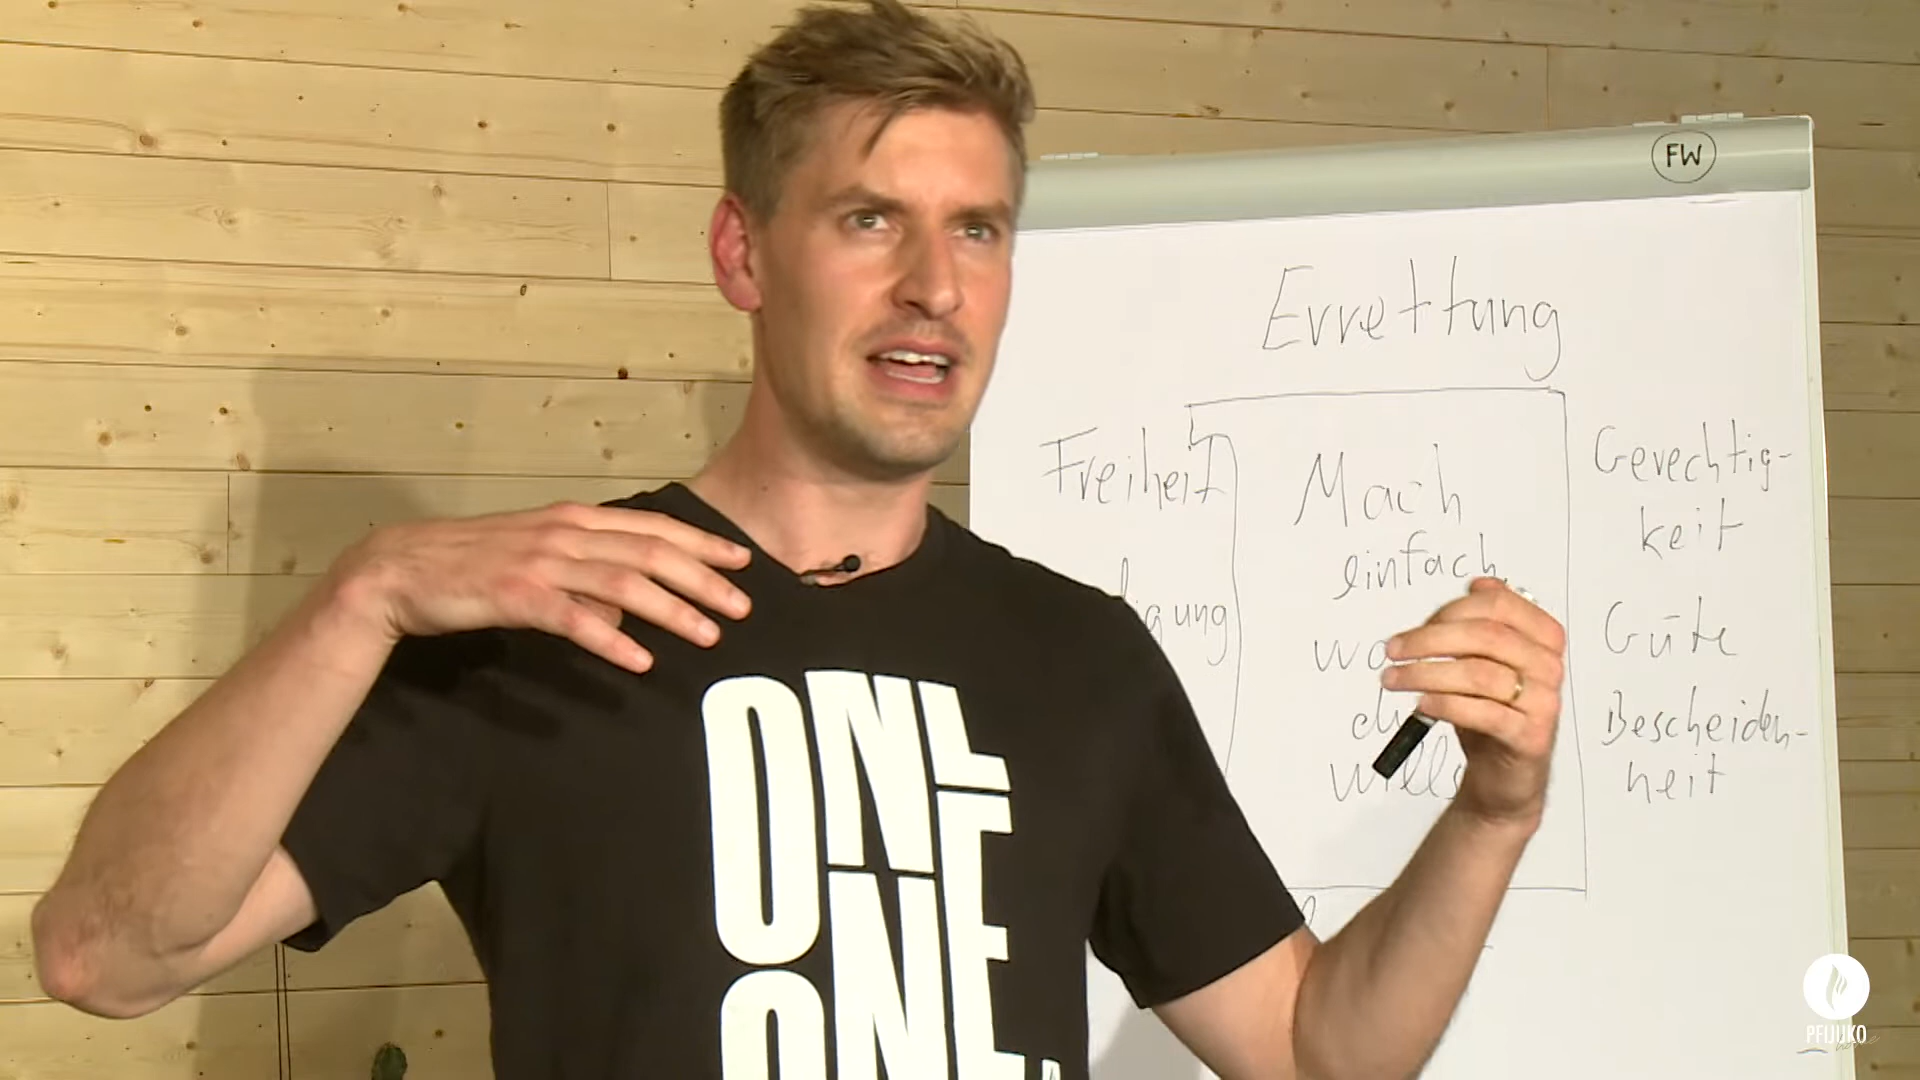 FW
Errettung
Freiheit
Mach
einfach
Gerechtig-
keit
Güte
Bescheiden-
heit
ONE
ONE
PFIJUKO